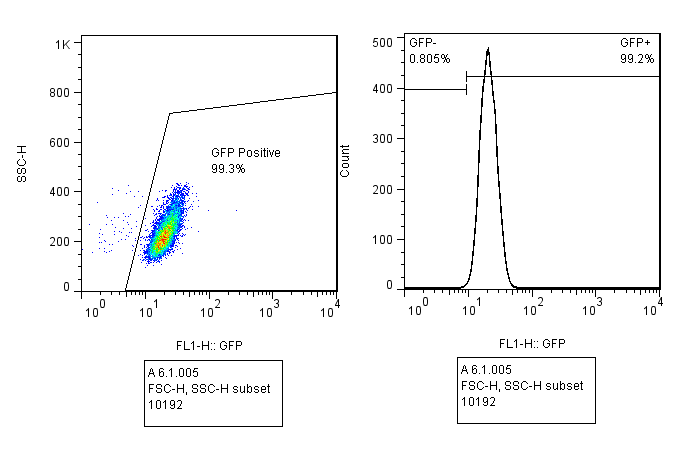 1K
800
600
400
200
0
SSC-H
GFP Positive
99.3%
10^0
10^1
10^2
10^3
10^4
FL1-H:: GFP
A 6.1.005
FSC-H, SSC-H subset
10192
500
400
300
200
100
0
Count
GFP-
0.805%
GFP+
99.2%
10^0
10^1
10^2
10^3
10^4
FL1-H:: GFP
A 6.1.005
FSC-H, SSC-H subset
10192